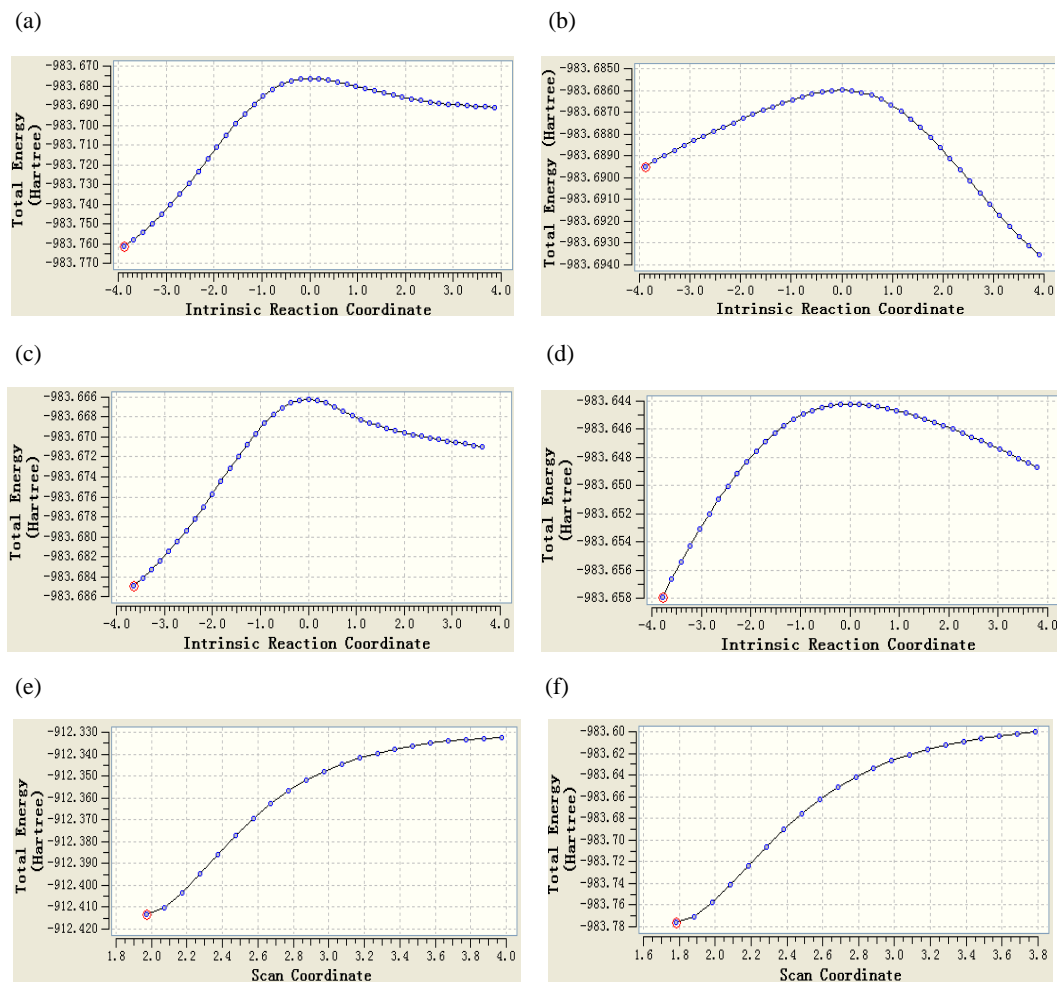 (a)
-983.670
-983.680
-983.690
-983.700
-983.710
-983.720
-983.730
-983.740
-983.750
-983.760
-983.770
Total Energy
(Hartree)
-4.0 -3.0 -2.0 -1.0 0.0 1.0 2.0 3.0 4.0
Intrinsic Reaction Coordinate
(b)
-983.6850
-983.6860
-983.6870
-983.6880
-983.6890
-983.6900
-983.6910
-983.6920
-983.6930
-983.6940
Total Energy (Hartree)
-4.0 -3.0 -2.0 -1.0 0.0 1.0 2.0 3.0 4.0
Intrinsic Reaction Coordinate
(c)
-983.666
-983.668
-983.670
-983.672
-983.674
-983.676
-983.678
-983.680
-983.682
-983.684
-983.686
Total Energy
(Hartree)
-4.0 -3.0 -2.0 -1.0 0.0 1.0 2.0 3.0 4.0
Intrinsic Reaction Coordinate
(d)
-983.644
-983.646
-983.648
-983.650
-983.652
-983.654
-983.656
-983.658
Total Energy
(Hartree)
-4.0 -3.0 -2.0 -1.0 0.0 1.0 2.0 3.0 4.0
Intrinsic Reaction Coordinate
(e)
-912.330
-912.340
-912.350
-912.360
-912.370
-912.380
-912.390
-912.400
-912.410
-912.420
Total Energy
(Hartree)
1.8 2.0 2.2 2.4 2.6 2.8 3.0 3.2 3.4 3.6 3.8 4.0
Scan Coordinate
(f)
-983.60
-983.62
-983.64
-983.66
-983.68
-983.70
-983.72
-983.74
-983.76
-983.78
Total Energy
(Hartree)
1.6 1.8 2.0 2.2 2.4 2.6 2.8 3.0 3.2 3.4 3.6 3.8
Scan Coordinate